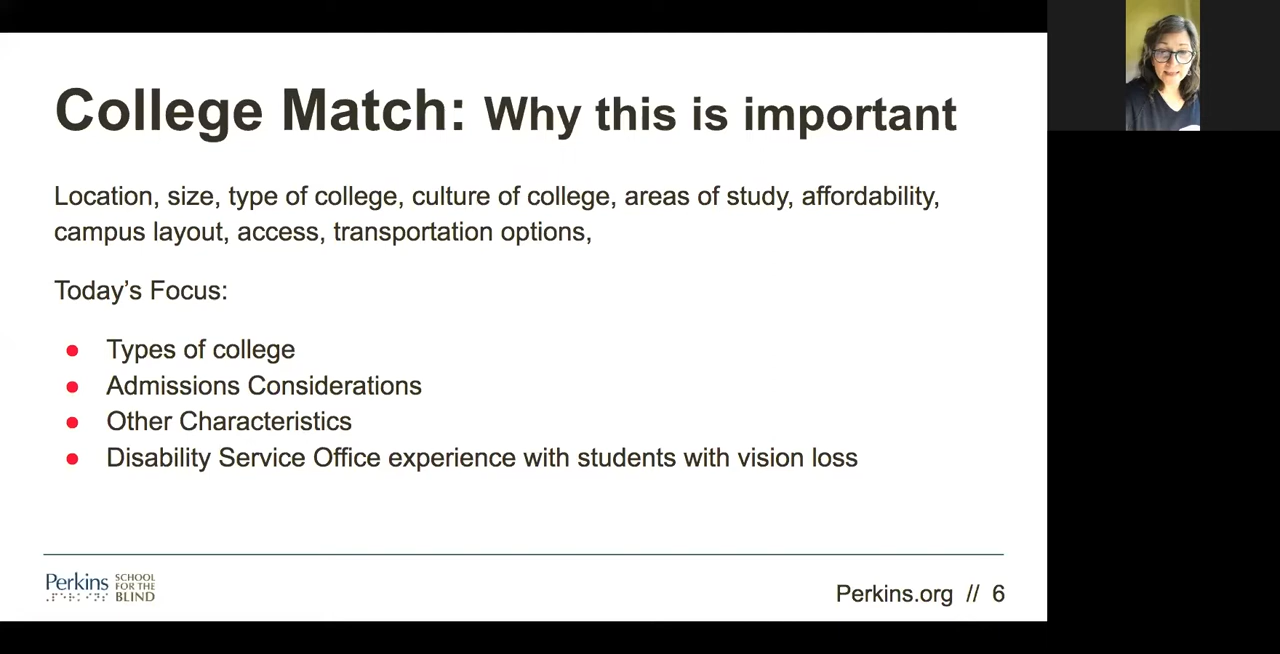 College Match: Why this is important
Location, size, type of college, culture of college, areas of study, affordability,
campus layout, access, transportation options,
Today’s Focus:
● Types of college
● Admissions Considerations
● Other Characteristics
● Disability Service Office experience with students with vision loss
Perkins SCHOOL FOR THE BLIND
Perkins.org // 6